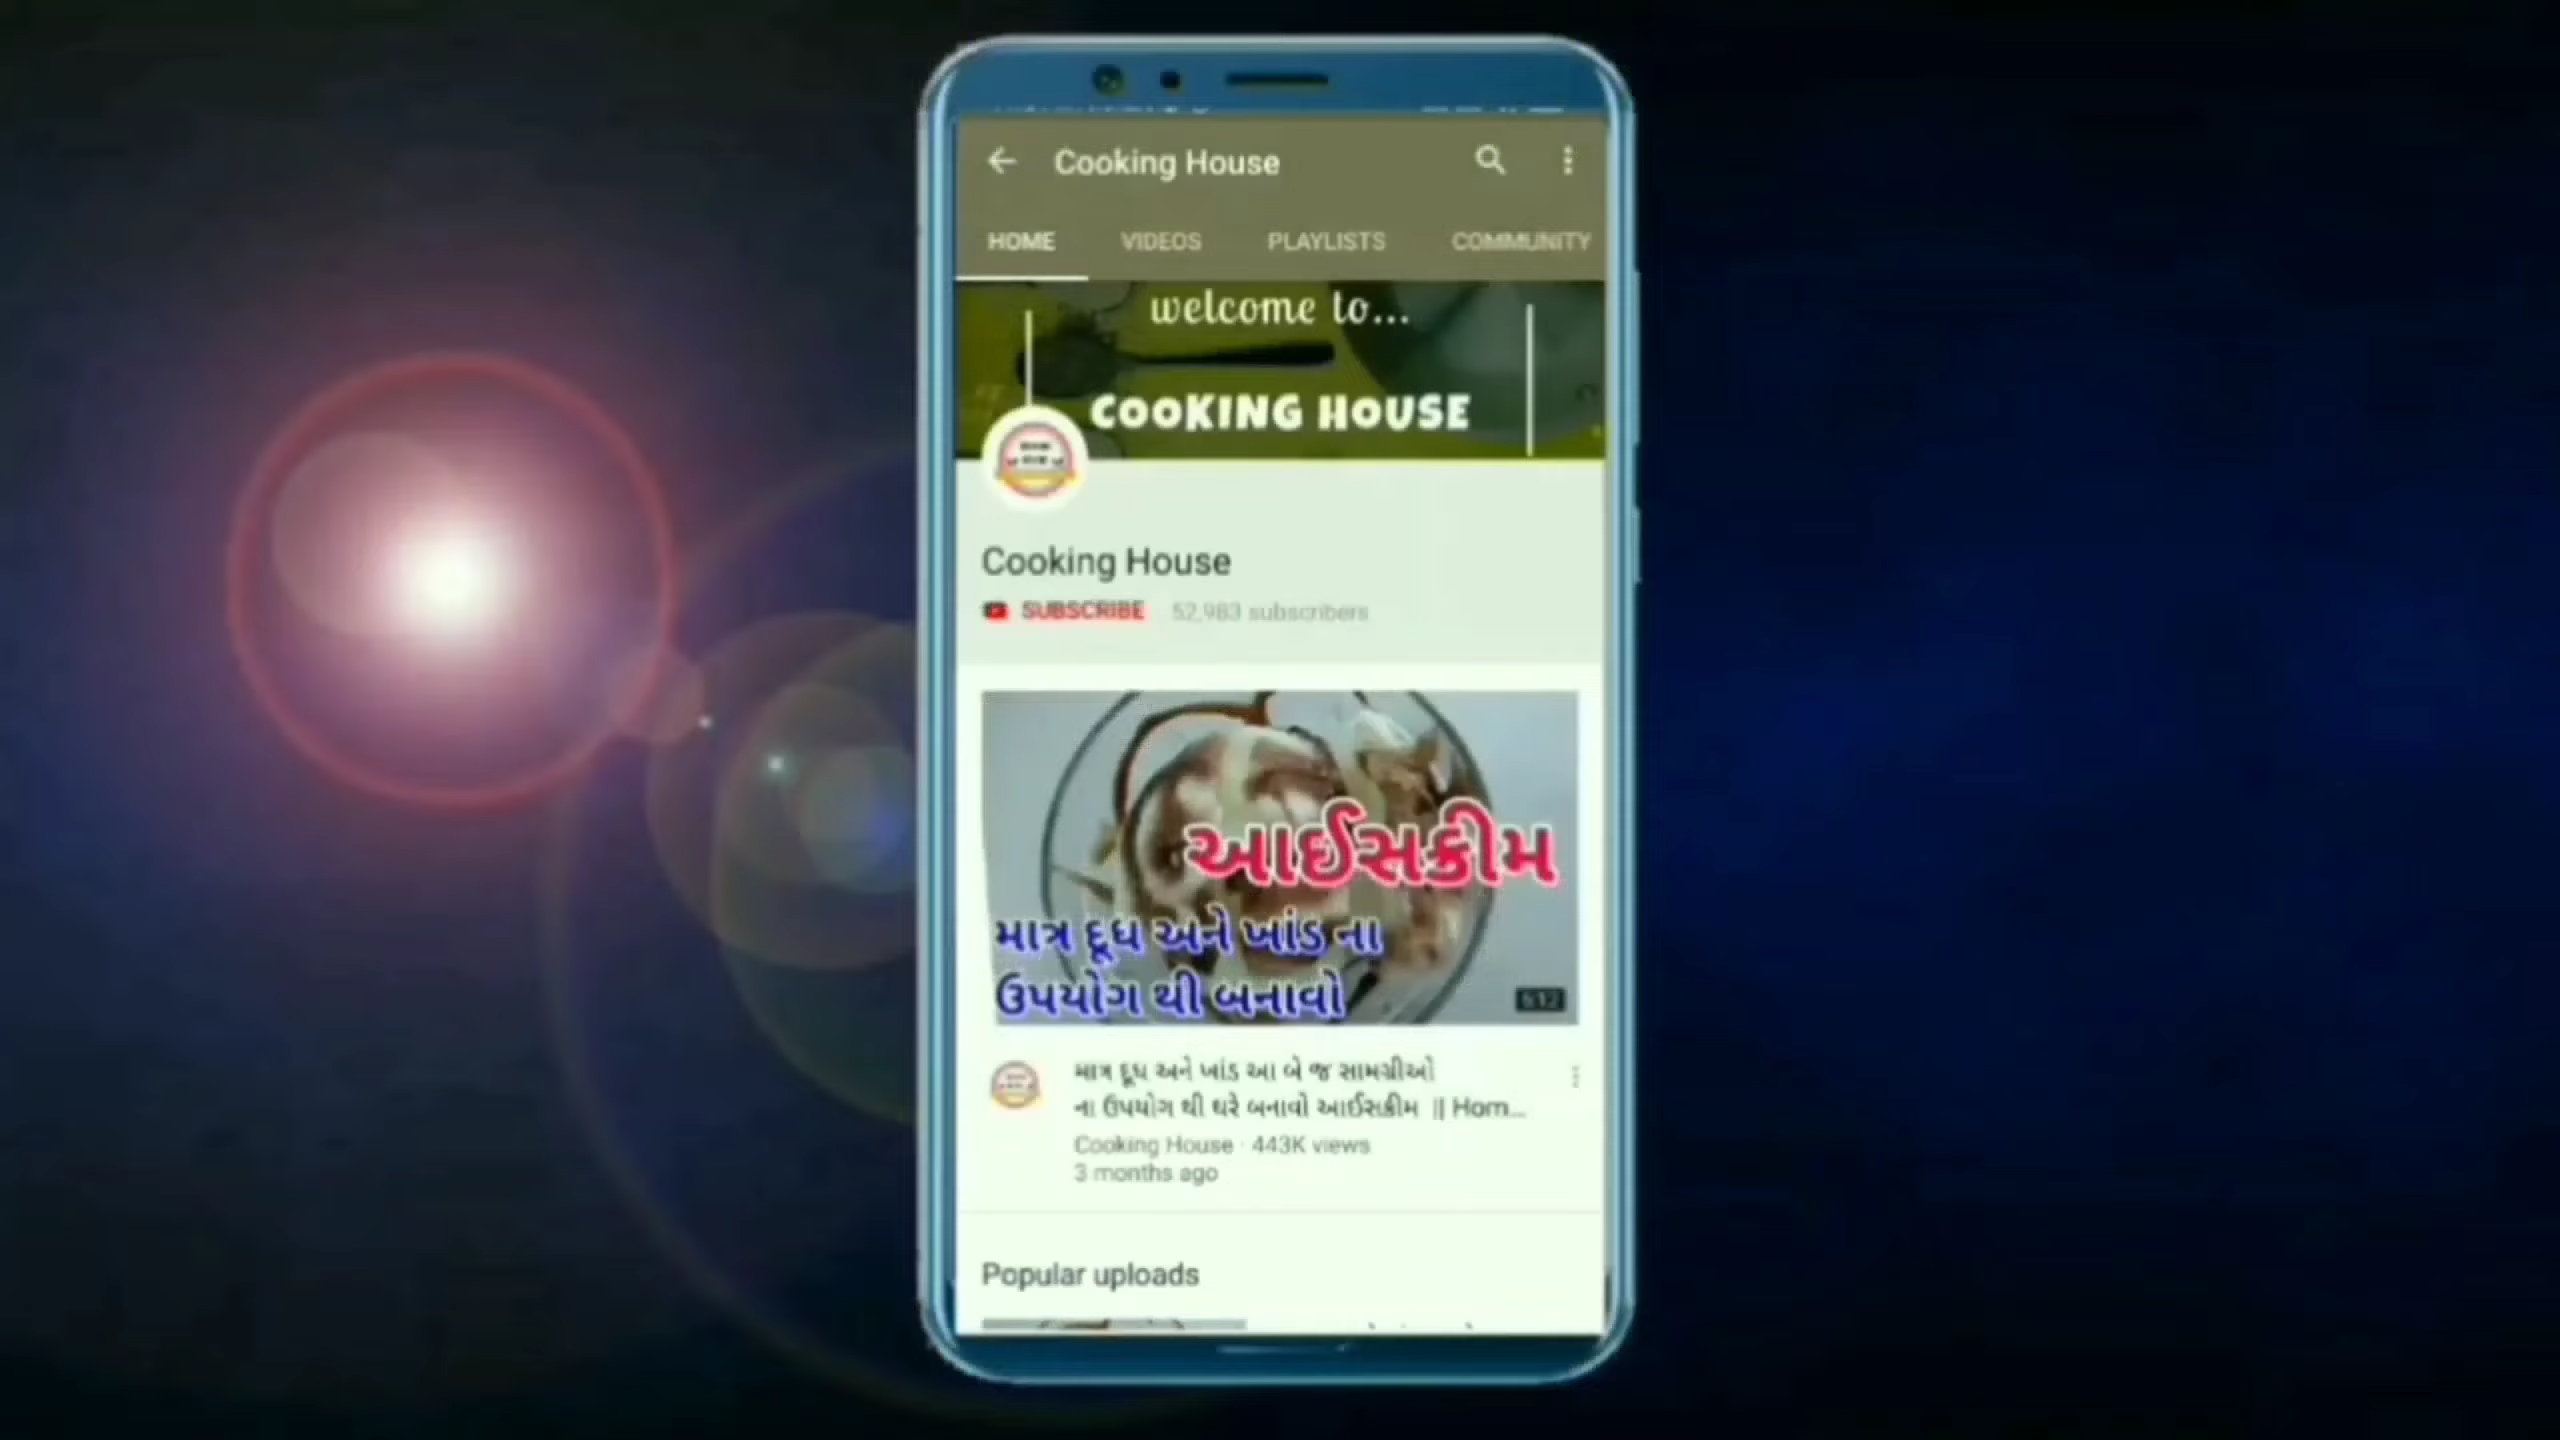 Cooking House
HOME VIDEOS PLAYLISTS COMMUNITY
welcome to...
COOKING HOUSE
Cooking House
SUBSCRIBE 52,983 subscribers
આઈસક્રીમ
માત્ર દૂધ અને ખાંડ ના
ઉપયોગ થી બનાવો
માત્ર દૂધ અને ખાંડ આ બે જ સામગ્રીઓ
ના ઉપયોગ થી ઘરે બનાવો આઈસક્રીમ || Hom...
Cooking House · 443K views
3 months ago
Popular uploads